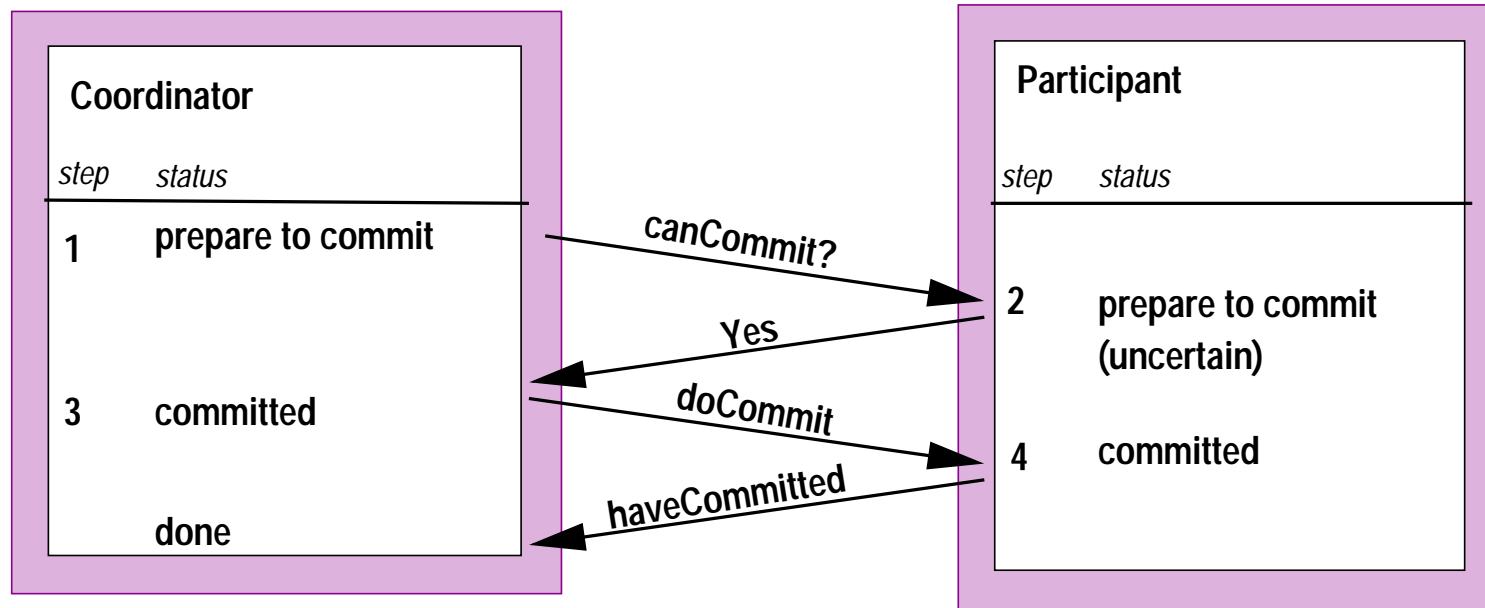 Coordinator
step status
1 prepare to commit
3 committed
done
canCommit?
Yes
doCommit
haveCommitted
Participant
step status
2 prepare to commit
(uncertain)
4 committed